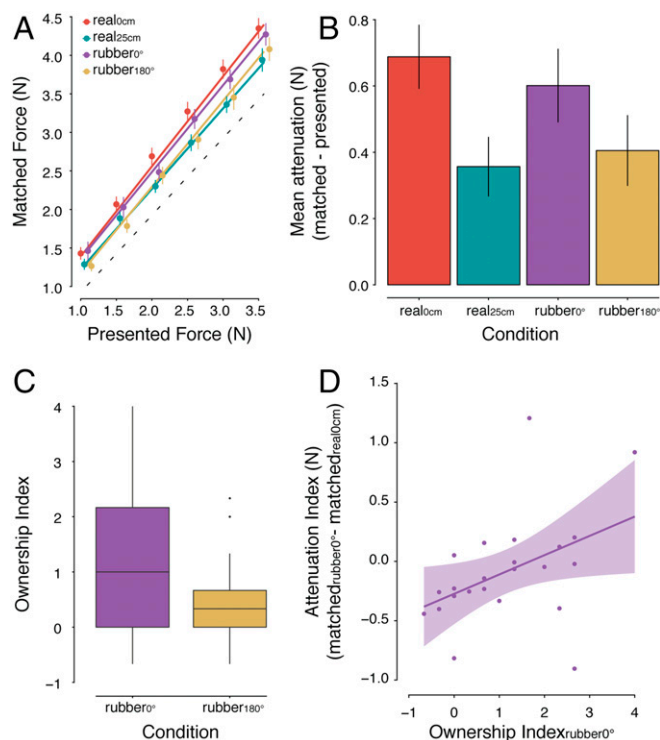 A
real0cm
real25cm
rubber0°
rubber180°
Matched Force (N)
4.5
4.0
3.5
3.0
2.5
2.0
1.5
1.0
1.0 1.5 2.0 2.5 3.0 3.5
Presented Force (N)
B
Mean attenuation (N)
(matched - presented)
0.8
0.6
0.4
0.2
0.0
real0cm real25cm rubber0° rubber180°
Condition
C
Ownership Index
4
3
2
1
0
−1
rubber0° rubber180°
Condition
D
Attenuation Index (N)
(matchedrubber0°- matchedreal0cm)
1.5
1.0
0.5
0.0
−0.5
−1.0
−1 0 1 2 3 4
Ownership Indexrubber0°